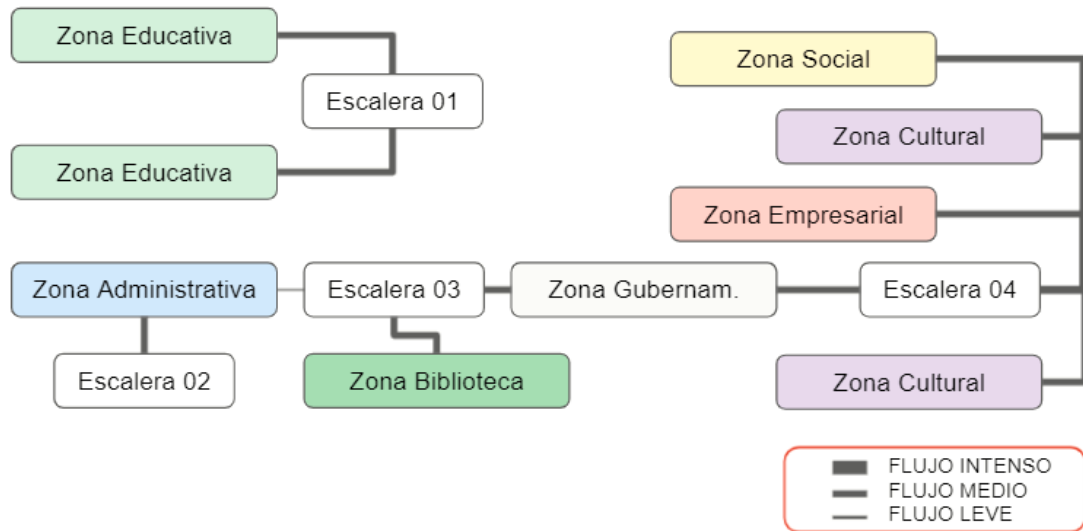 Zona Educativa
Escalera 01
Zona Educativa
Zona Social
Zona Cultural
Zona Empresarial
Zona Administrativa
Escalera 03
Zona Gubernam.
Escalera 04
Escalera 02
Zona Biblioteca
Zona Cultural
FLUJO INTENSO
FLUJO MEDIO
FLUJO LEVE